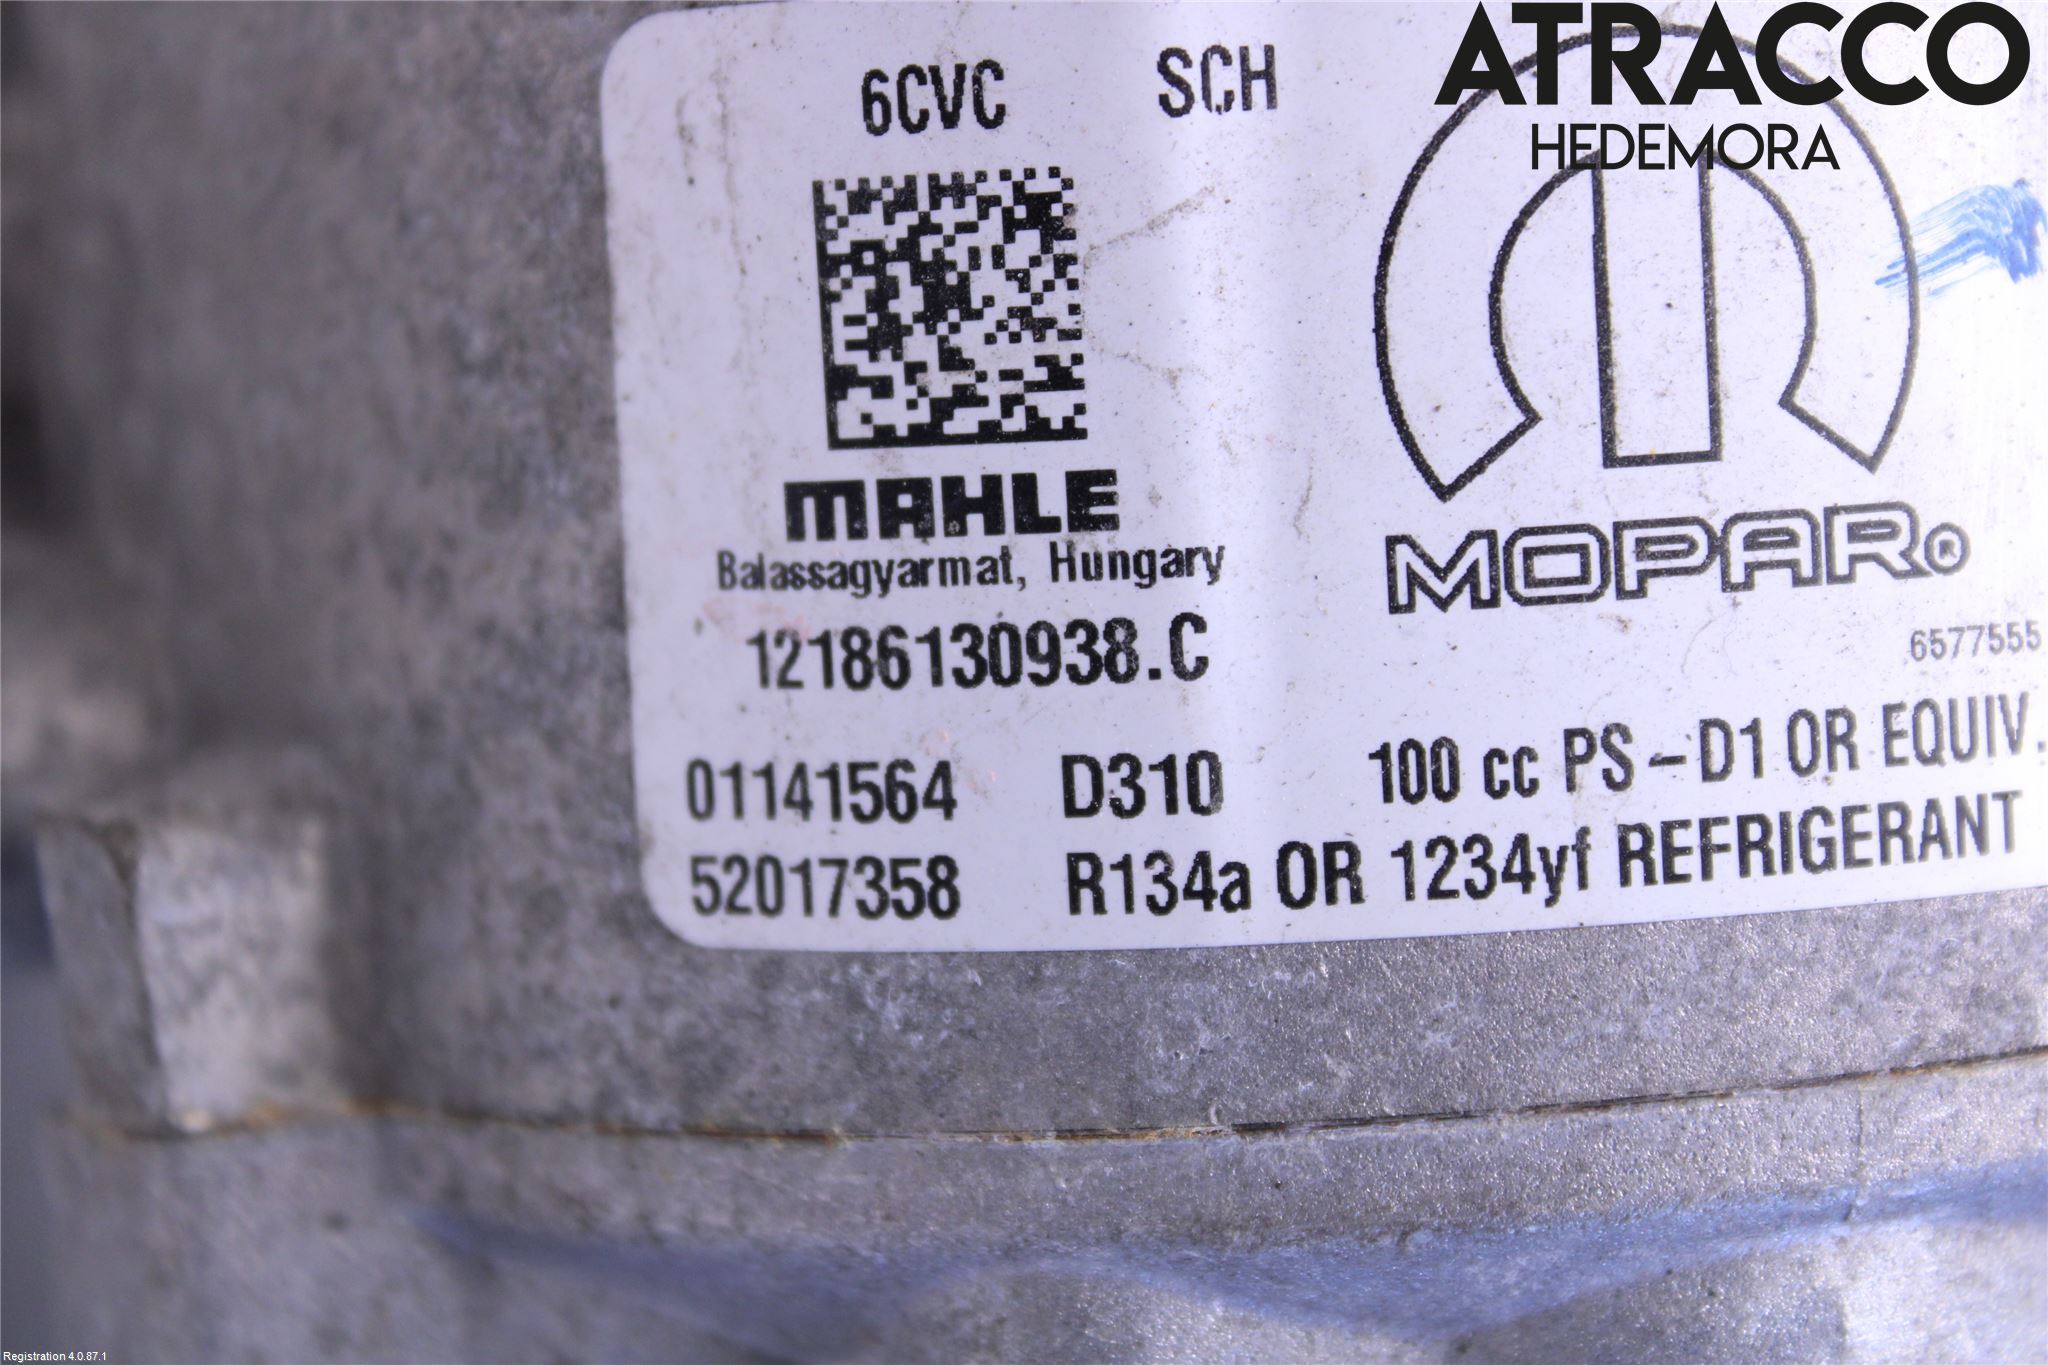 ATRACCO
HEDEMORA
6CVC SCH
MAHLE
Balassagyarmat, Hungary
12186130938.C
MOPAR®
6577555
01141564 D310 100 cc PS-D1 OR EQUIV.
52017358 R134a OR 1234yf REFRIGERANT
Registration 4.0.87.1